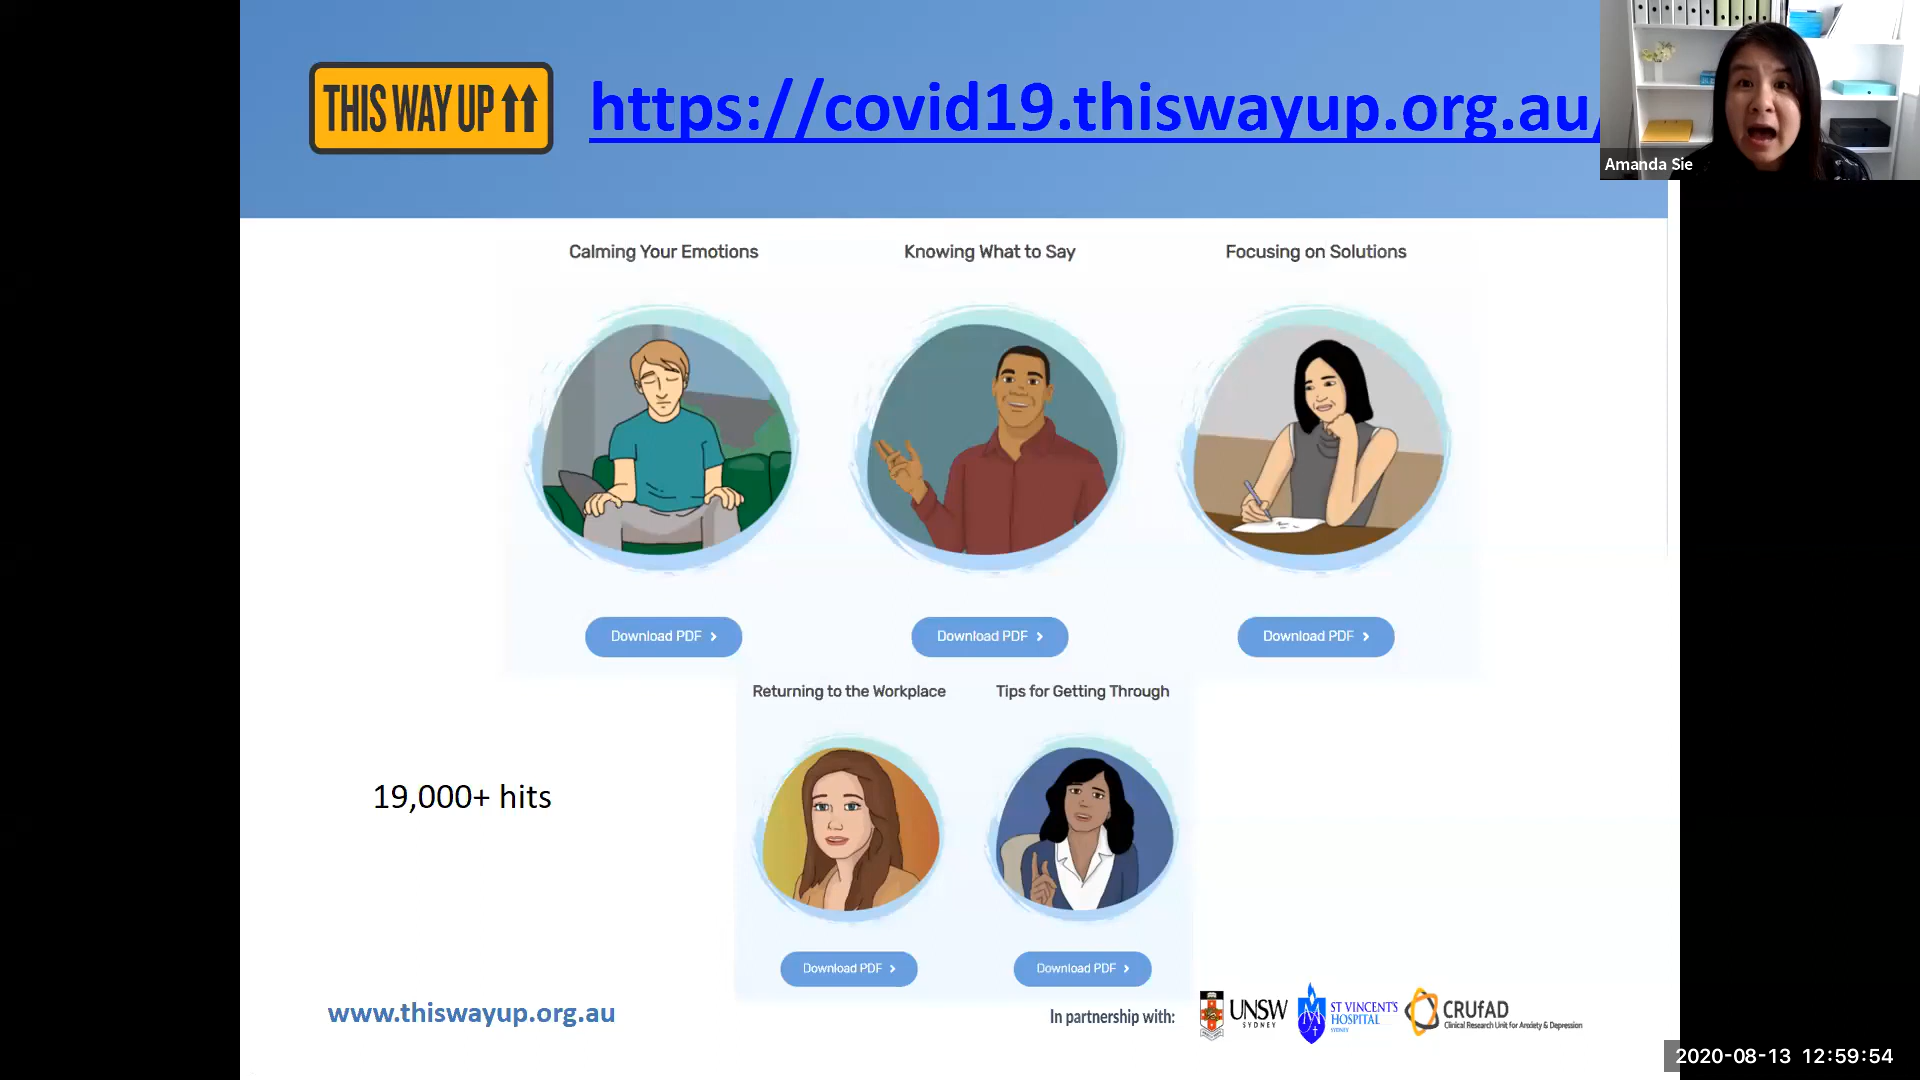 THIS WAY UP
https://covid19.thiswayup.org.au/
Amanda Sie
Calming Your Emotions
Knowing What to Say
Focusing on Solutions
Download PDF
Download PDF
Download PDF
Returning to the Workplace
Tips for Getting Through
19,000+ hits
Download PDF
Download PDF
www.thiswayup.org.au
In partnership with:
UNSW
SYDNEY
ST VINCENT'S
HOSPITAL
SYDNEY
CRUFAD
Clinical Research Unit for Anxiety & Depression
2020-08-13 12:59:54